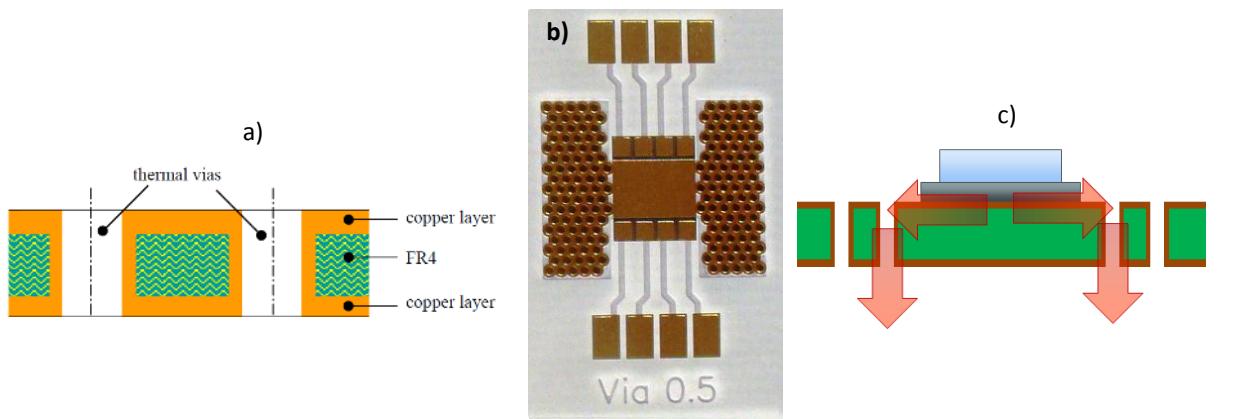 a)
thermal vias
copper layer
FR4
copper layer
b)
Via 0.5
c)